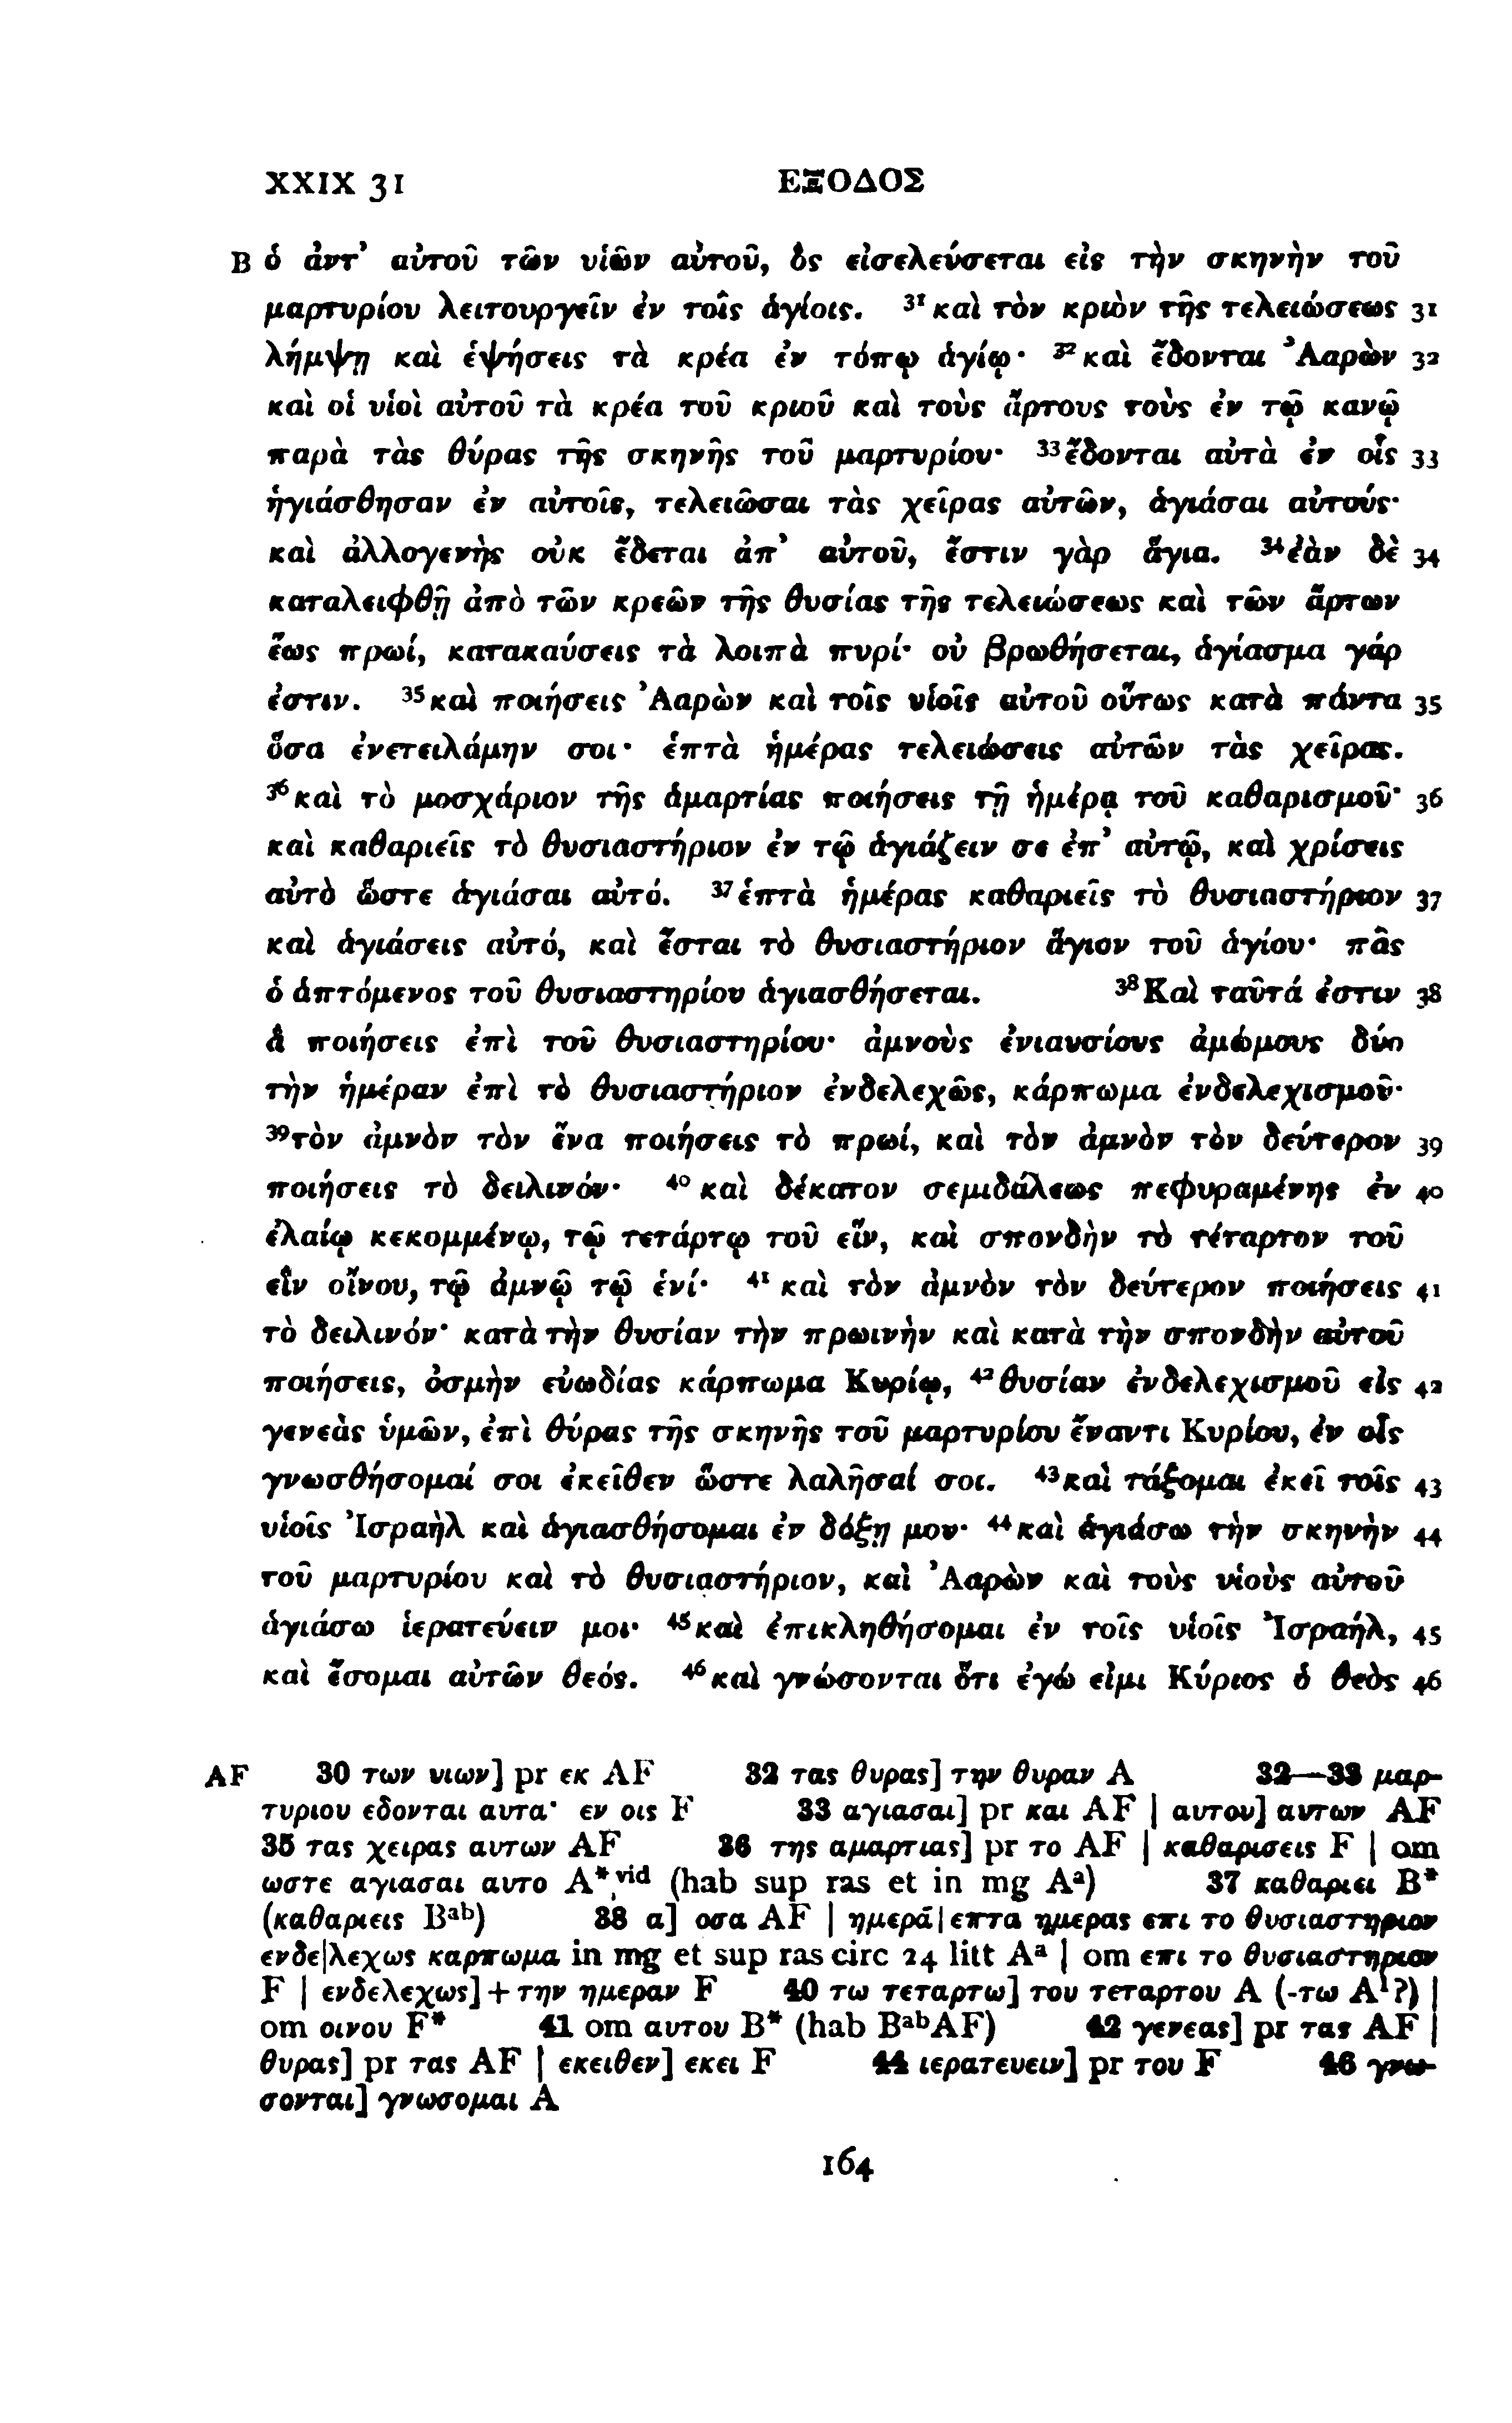 XXIX 31 ΕΞΟΔΟΣ
B ὁ ἀντ’ αὐτοῦ τῶν υἱῶν αὐτοῦ, ὃς εἰσελεύσεται εἰς τὴν σκηνὴν τοῦ
μαρτυρίου λειτουργεῖν ἐν τοῖς ἁγίοις. ³¹ καὶ τὸν κριὸν τῆς τελειώσεως 31
λήμψῃ καὶ ἑψήσεις τὰ κρέα ἐν τόπῳ ἁγίῳ· ³² καὶ ἔδονται Ἀαρὼν 32
καὶ οἱ υἱοὶ αὐτοῦ τὰ κρέα τοῦ κριοῦ καὶ τοὺς ἄρτους τοὺς ἐν τῷ κανῷ
παρὰ τὰς θύρας τῆς σκηνῆς τοῦ μαρτυρίου· ³³ ἔδονται αὐτὰ ἐν οἷς 33
ἡγιάσθησαν ἐν αὐτοῖς, τελειῶσαι τὰς χεῖρας αὐτῶν, ἁγιάσαι αὐτούς·
καὶ ἀλλογενὴς οὐκ ἔδεται ἀπ’ αὐτοῦ, ἔστιν γὰρ ἅγια. ³⁴ ἐὰν δὲ 34
καταλειφθῇ ἀπὸ τῶν κρεῶν τῆς θυσίας τῆς τελειώσεως καὶ τῶν ἄρτων
ἕως πρωί, κατακαύσεις τὰ λοιπὰ πυρί· οὐ βρωθήσεται, ἁγίασμα γάρ
ἐστιν. ³⁵ καὶ ποιήσεις Ἀαρὼν καὶ τοῖς υἱοῖς αὐτοῦ οὕτως κατὰ πάντα 35
ὅσα ἐνετειλάμην σοι· ἑπτὰ ἡμέρας τελειώσεις αὐτῶν τὰς χεῖρας.
³⁶ καὶ τὸ μοσχάριον τῆς ἁμαρτίας ποιήσεις τῇ ἡμέρᾳ τοῦ καθαρισμοῦ· 36
καὶ καθαριεῖς τὸ θυσιαστήριον ἐν τῷ ἁγιάζειν σε ἐπ’ αὐτῷ, καὶ χρίσεις
αὐτὸ ὥστε ἁγιάσαι αὐτό. ³⁷ ἑπτὰ ἡμέρας καθαριεῖς τὸ θυσιαστήριον 37
καὶ ἁγιάσεις αὐτό, καὶ ἔσται τὸ θυσιαστήριον ἅγιον τοῦ ἁγίου· πᾶς
ὁ ἁπτόμενος τοῦ θυσιαστηρίου ἁγιασθήσεται. ³⁸ Καὶ ταῦτά ἐστιν 38
ἃ ποιήσεις ἐπὶ τοῦ θυσιαστηρίου· ἀμνοὺς ἐνιαυσίους ἀμώμους δύο
τὴν ἡμέραν ἐπὶ τὸ θυσιαστήριον ἐνδελεχῶς, κάρπωμα ἐνδελεχισμοῦ·
³⁹ τὸν ἀμνὸν τὸν ἕνα ποιήσεις τὸ πρωί, καὶ τὸν ἀμνὸν τὸν δεύτερον 39
ποιήσεις τὸ δειλινόν· ⁴⁰ καὶ δέκατον σεμιδάλεως πεφυραμένης ἐν 40
ἐλαίῳ κεκομμένῳ, τῷ τετάρτῳ τοῦ εἵν, καὶ σπονδὴν τὸ τέταρτον τοῦ
εἲν οἴνου, τῷ ἀμνῷ τῷ ἑνί· ⁴¹ καὶ τὸν ἀμνὸν τὸν δεύτερον ποιήσεις 41
τὸ δειλινόν· κατὰ τὴν θυσίαν τὴν πρωινὴν καὶ κατὰ τὴν σπονδὴν αὐτοῦ
ποιήσεις, ὀσμὴν εὐωδίας κάρπωμα Κυρίῳ, ⁴² θυσίαν ἐνδελεχισμοῦ εἰς 42
γενεὰς ὑμῶν, ἐπὶ θύρας τῆς σκηνῆς τοῦ μαρτυρίου ἔναντι Κυρίου, ἐν οἷς
γνωσθήσομαί σοι ἐκεῖθεν ὥστε λαλῆσαί σοι. ⁴³ καὶ τάξομαι ἐκεῖ τοῖς 43
υἱοῖς Ἰσραὴλ καὶ ἁγιασθήσομαι ἐν δόξῃ μου· ⁴⁴ καὶ ἁγιάσω τὴν σκηνὴν 44
τοῦ μαρτυρίου καὶ τὸ θυσιαστήριον, καὶ Ἀαρὼν καὶ τοὺς υἱοὺς αὐτοῦ
ἁγιάσω ἱερατεύειν μοι· ⁴⁵ καὶ ἐπικληθήσομαι ἐν τοῖς υἱοῖς Ἰσραήλ, 45
καὶ ἔσομαι αὐτῶν θεός. ⁴⁶ καὶ γνώσονται ὅτι ἐγώ εἰμι Κύριος ὁ θεὸς 46
AF 30 των υιων] pr εκ AF 32 τας θυρας] την θυραν A 32—33 μαρ-
τυριου εδονται αυτα· εν οις F 33 αγιασαι] pr και AF | αυτου] αυτων AF
35 τας χειρας αυτων AF 36 της αμαρτιας] pr το AF | καθαρισεις F | om
ωστε αγιασαι αυτο A*vid (hab sup ras et in mg Aᵃ) 37 καθαριει B*
(καθαριεις Bᵃᵇ) 38 α] οσα AF | ημερᾱ | επτα ημερας επι το θυσιαστηριον
ενδε|λεχως καρπωμα in mg et sup ras circ 24 litt Aᵃ | om επι το θυσιαστηριον
F | ενδελεχως]+την ημεραν F 40 τω τεταρτω] του τεταρτου A (-τω A¹?) |
om οινου F* 41 om αυτου B* (hab BᵃᵇAF) 42 γενεας] pr τας AF |
θυρας] pr τας AF | εκειθεν] εκει F 44 ιερατευειν] pr του F 46 γνω-
σονται] γνωσομαι A
164